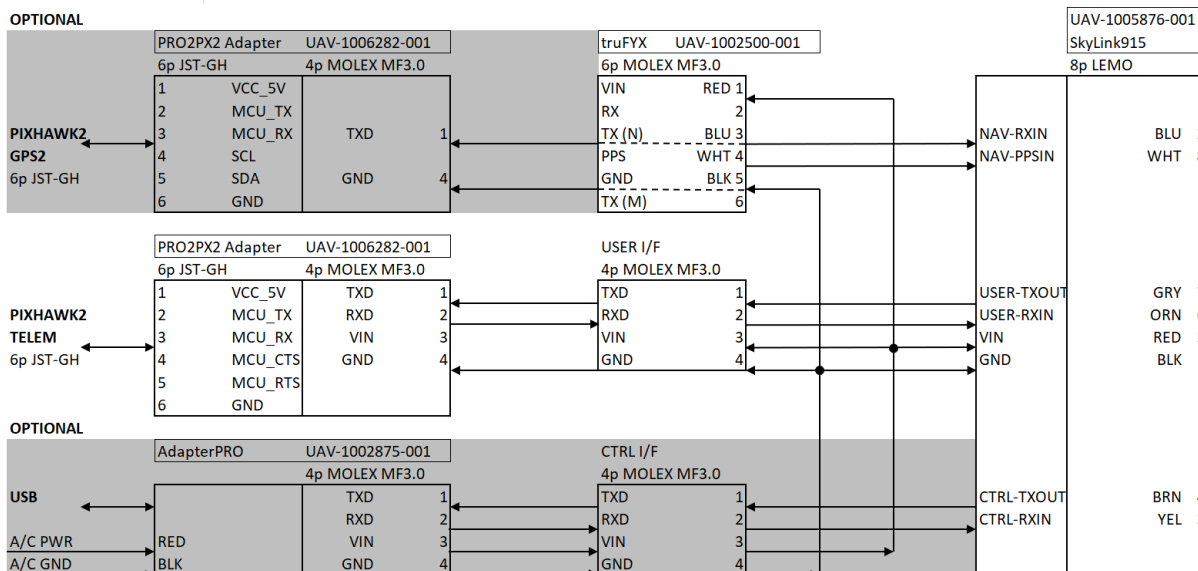 OPTIONAL
UAV-1005876-001
PRO2PX2 Adapter UAV-1006282-001
truFYX UAV-1002500-001
SkyLink915
6p JST-GH 4p MOLEX MF3.0
6p MOLEX MF3.0
8p LEMO
1 VCC_5V
VIN RED 1
2 MCU_TX
RX 2
PIXHAWK2
3 MCU_RX TXD 1
TX (N) BLU 3
NAV-RXIN BLU
GPS2
4 SCL
PPS WHT 4
NAV-PPSIN WHT
6p JST-GH
5 SDA GND 4
GND BLK 5
6 GND
TX (M) 6
PRO2PX2 Adapter UAV-1006282-001
USER I/F
6p JST-GH 4p MOLEX MF3.0
4p MOLEX MF3.0
1 VCC_5V TXD 1
TXD 1
USER-TXOUT GRY
PIXHAWK2
2 MCU_TX RXD 2
RXD 2
USER-RXIN ORN
TELEM
3 MCU_RX VIN 3
VIN 3
VIN RED
6p JST-GH
4 MCU_CTS GND 4
GND 4
GND BLK
5 MCU_RTS
6 GND
OPTIONAL
AdapterPRO UAV-1002875-001
CTRL I/F
4p MOLEX MF3.0
4p MOLEX MF3.0
USB
TXD 1
TXD 1
CTRL-TXOUT BRN
RXD 2
RXD 2
CTRL-RXIN YEL
A/C PWR
RED VIN 3
VIN 3
A/C GND
BLK GND 4
GND 4